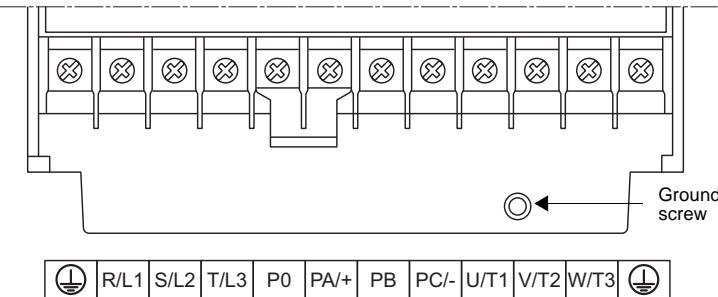 Ground
screw
R/L1 S/L2 T/L3 P0 PA/+ PB PC/- U/T1 V/T2 W/T3